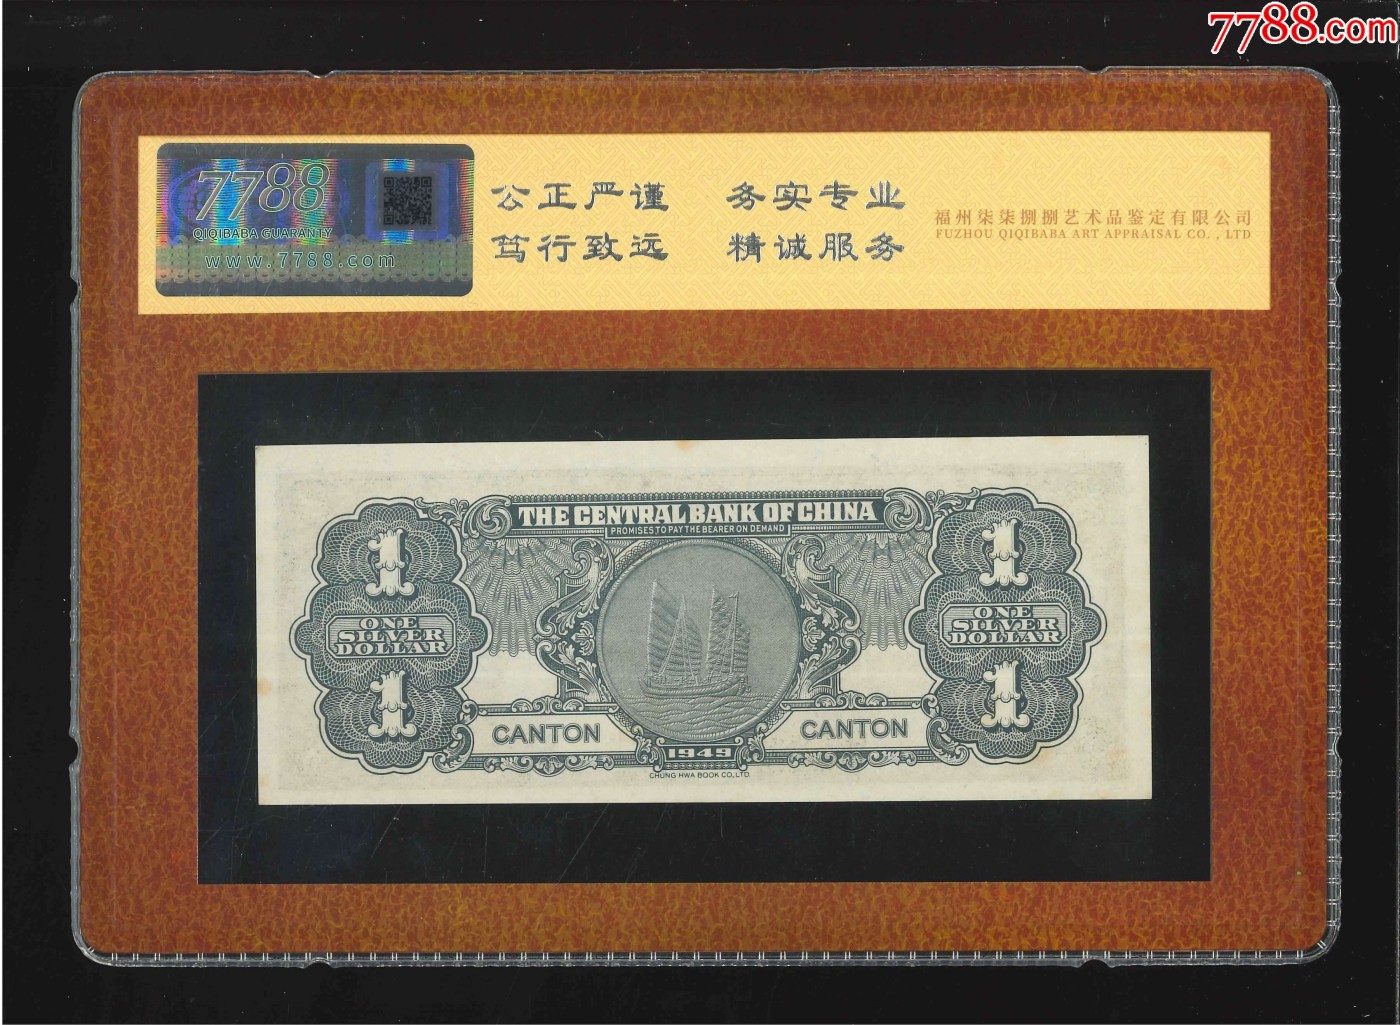 7788.com
7788
QIQIBABA GUARANTY
www.7788.com
公正严谨 务实专业
笃行致远 精诚服务
福州柒柒捌捌艺术品鉴定有限公司
FUZHOU QIQIBABA ART APPRAISAL CO., LTD
THE CENTRAL BANK OF CHINA
PROMISES TO PAY THE BEARER ON DEMAND
1
ONE
SILVER
DOLLAR
1
1
ONE
SILVER
DOLLAR
1
CANTON
CANTON
1949
CHUNG HWA BOOK CO., LTD.